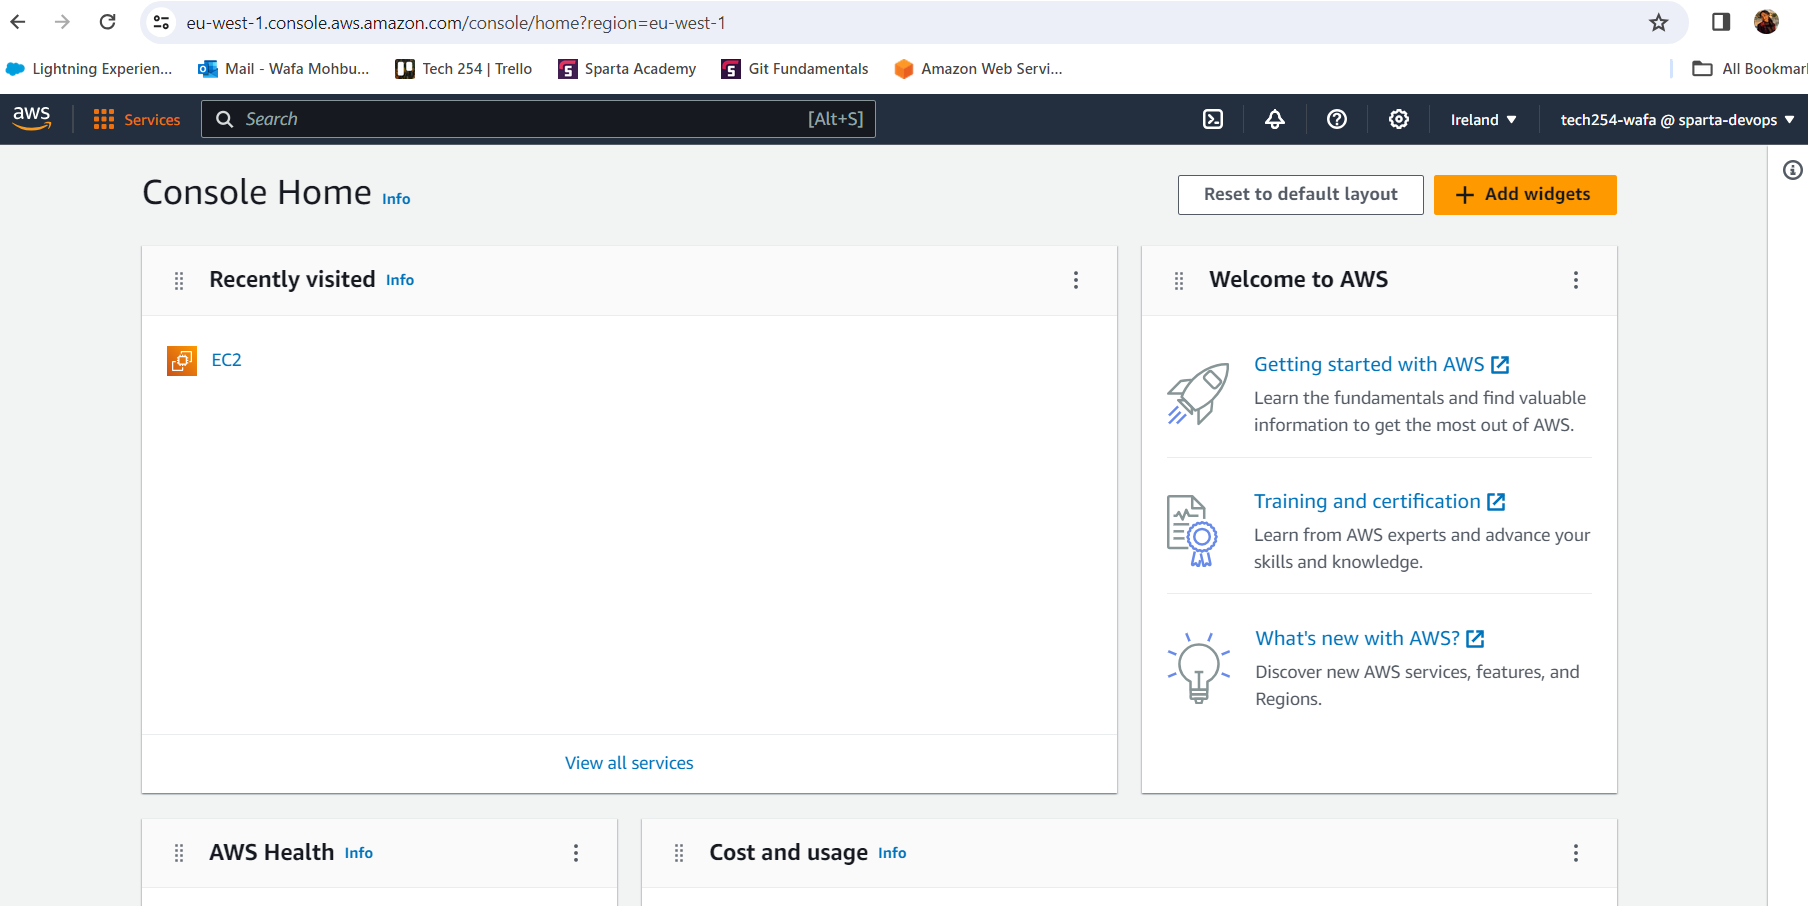 eu-west-1.console.aws.amazon.com/console/home?region=eu-west-1
Lightning Experien... Mail - Wafa Mohbu... Tech 254 | Trello Sparta Academy Git Fundamentals Amazon Web Servi... All Bookmar
aws Services Search [Alt+S] Ireland tech254-wafa @ sparta-devops
Console Home Info
Reset to default layout Add widgets
Recently visited Info
EC2
View all services
Welcome to AWS
Getting started with AWS
Learn the fundamentals and find valuable
information to get the most out of AWS.
Training and certification
Learn from AWS experts and advance your
skills and knowledge.
What's new with AWS?
Discover new AWS services, features, and
Regions.
AWS Health Info
Cost and usage Info